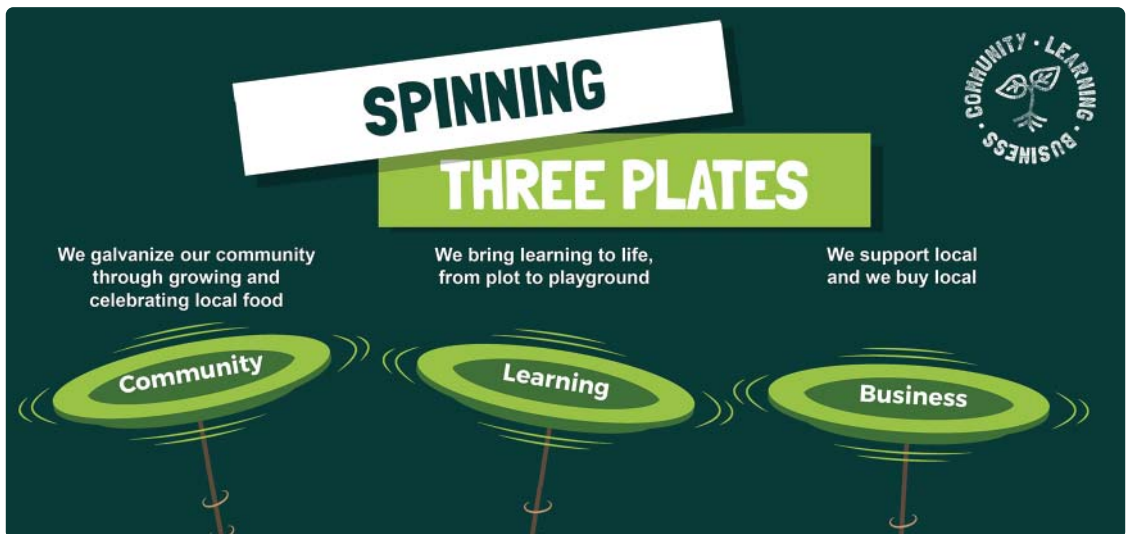 SPINNING
THREE PLATES
COMMUNITY · LEARNING · BUSINESS ·
We galvanize our community
through growing and
celebrating local food
We bring learning to life,
from plot to playground
We support local
and we buy local
Community
Learning
Business